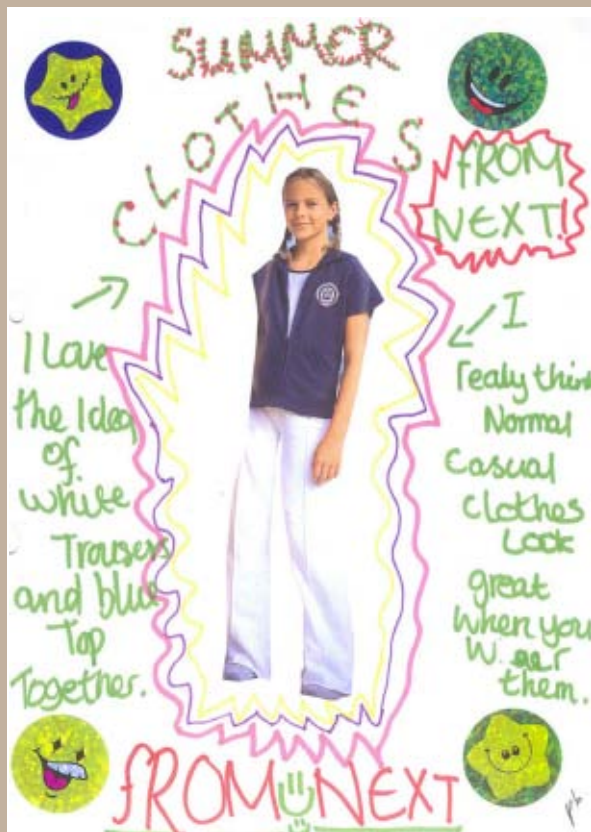 SUMMER
CLOTHES
FROM
NEXT!
I Love
the Idea
of
white
Trousers
and blue
Top
Together.
I
realy think
Normal
Casual
Clothes
Look
great
when you
them.
FROM NEXT